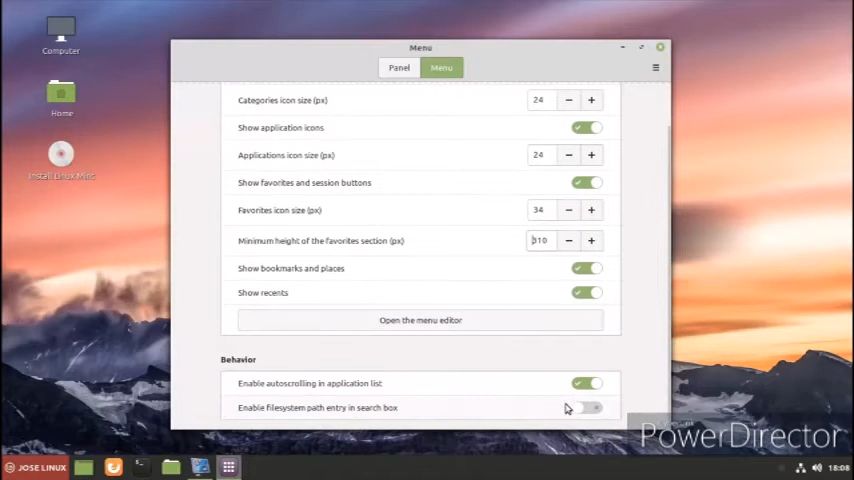 Computer
Home
Install Linux Mint
Menu
Panel
Menu
Categories icon size (px)
24
Show application icons
Applications icon size (px)
24
Show favorites and session buttons
Favorites icon size (px)
34
Minimum height of the favorites section (px)
310
Show bookmarks and places
Show recents
Open the menu editor
Behavior
Enable autoscrolling in application list
Enable filesystem path entry in search box
PowerDirector
JOSE LINUX
18:08